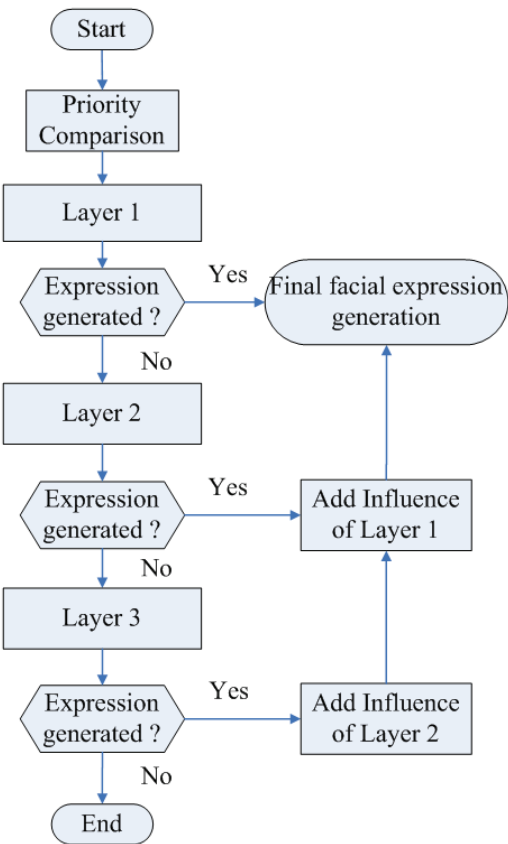 Start
Priority
Comparison
Layer 1
Expression
generated ?
Yes
Final facial expression
generation
No
Layer 2
Expression
generated ?
Yes
Add Influence
of Layer 1
No
Layer 3
Expression
generated ?
Yes
Add Influence
of Layer 2
No
End